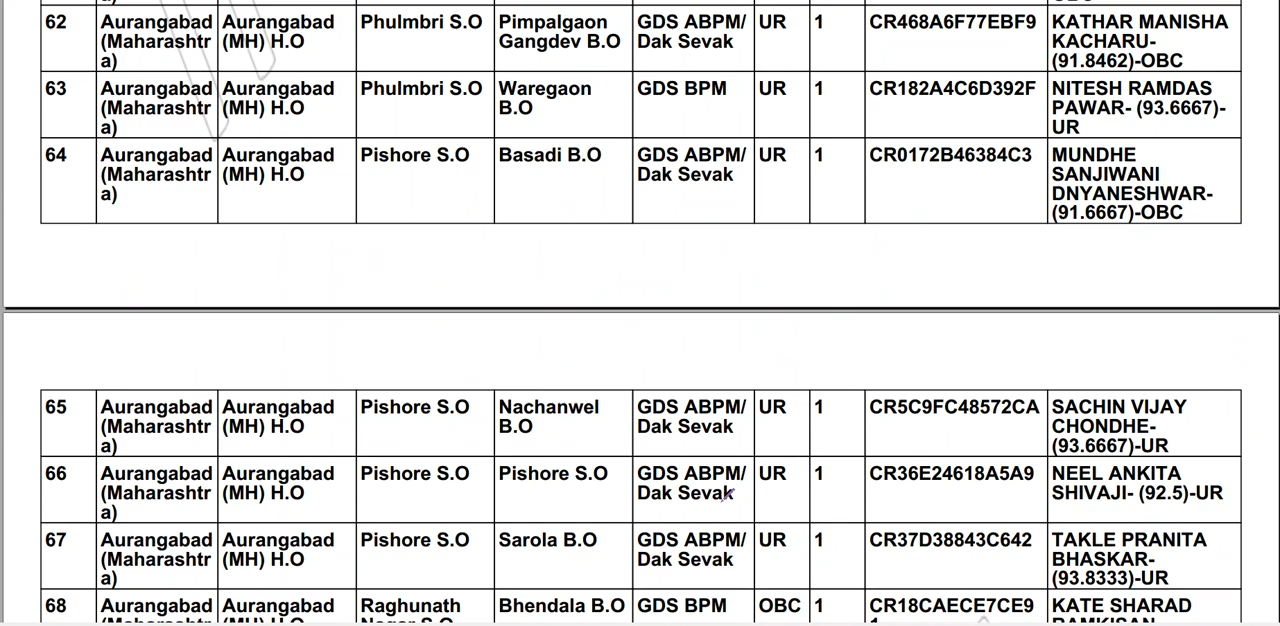 62 Aurangabad (Maharashtra) Aurangabad (MH) H.O Phulmbri S.O Pimpalgaon Gangdev B.O GDS ABPM/ Dak Sevak UR 1 CR468A6F77EBF9 KATHAR MANISHA KACHARU- (91.8462)-OBC
63 Aurangabad (Maharashtra) Aurangabad (MH) H.O Phulmbri S.O Waregaon B.O GDS BPM UR 1 CR182A4C6D392F NITESH RAMDAS PAWAR- (93.6667)-UR
64 Aurangabad (Maharashtra) Aurangabad (MH) H.O Pishore S.O Basadi B.O GDS ABPM/ Dak Sevak UR 1 CR0172B46384C3 MUNDHE SANJIWANI DNYANESHWAR- (91.6667)-OBC
65 Aurangabad (Maharashtra) Aurangabad (MH) H.O Pishore S.O Nachanwel B.O GDS ABPM/ Dak Sevak UR 1 CR5C9FC48572CA SACHIN VIJAY CHONDHE- (93.6667)-UR
66 Aurangabad (Maharashtra) Aurangabad (MH) H.O Pishore S.O Pishore S.O GDS ABPM/ Dak Sevak UR 1 CR36E24618A5A9 NEEL ANKITA SHIVAJI- (92.5)-UR
67 Aurangabad (Maharashtra) Aurangabad (MH) H.O Pishore S.O Sarola B.O GDS ABPM/ Dak Sevak UR 1 CR37D38843C642 TAKLE PRANITA BHASKAR- (93.8333)-UR
68 Aurangabad Aurangabad Raghunath Bhendala B.O GDS BPM OBC 1 CR18CAECE7CE9 KATE SHARAD